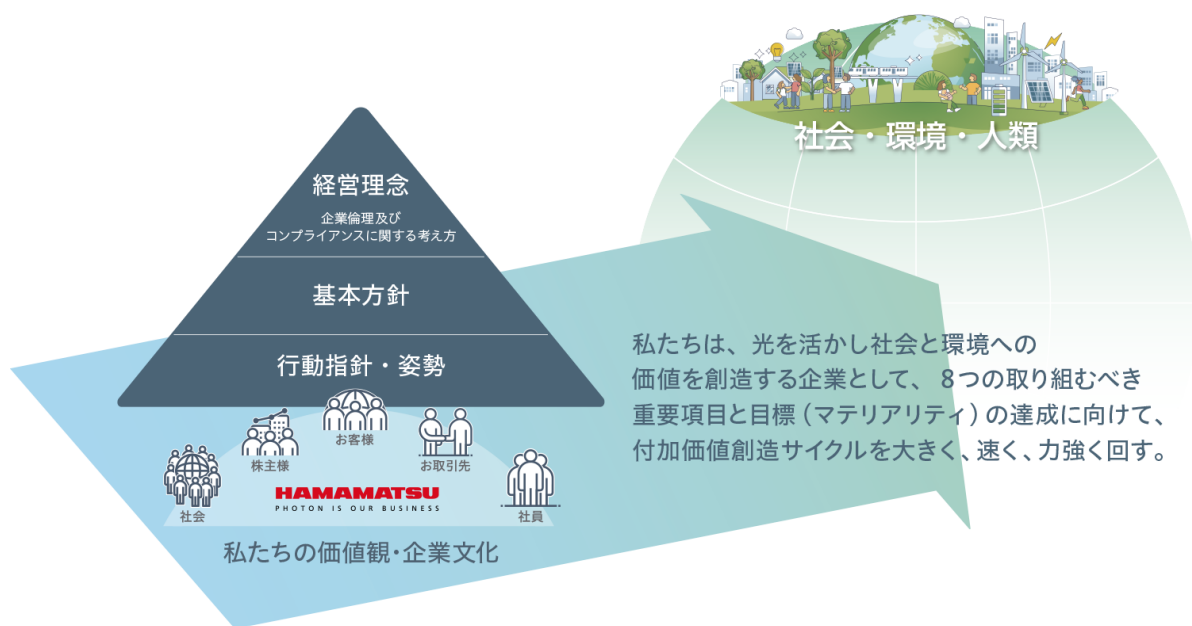 社会・環境・人類
経営理念
企業倫理及び
コンプライアンスに関する考え方
基本方針
行動指針・姿勢
お客様
株主様
お取引先
社会
社員
HAMAMATSU
PHOTON IS OUR BUSINESS
私たちの価値観・企業文化
私たちは、光を活かし社会と環境への
価値を創造する企業として、8つの取り組むべき
重要項目と目標（マテリアリティ）の達成に向けて、
付加価値創造サイクルを大きく、速く、力強く回す。